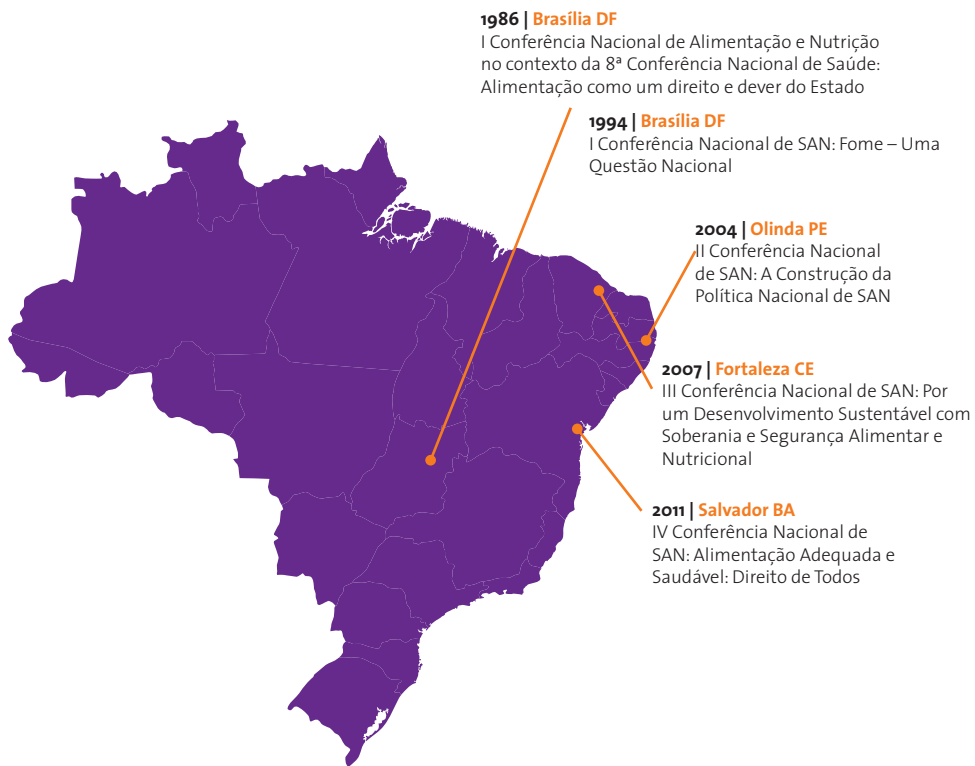 1986 | Brasília DF
I Conferência Nacional de Alimentação e Nutrição
no contexto da 8ª Conferência Nacional de Saúde:
Alimentação como um direito e dever do Estado
1994 | Brasília DF
I Conferência Nacional de SAN: Fome – Uma
Questão Nacional
2004 | Olinda PE
II Conferência Nacional
de SAN: A Construção da
Política Nacional de SAN
2007 | Fortaleza CE
III Conferência Nacional de SAN: Por
um Desenvolvimento Sustentável com
Soberania e Segurança Alimentar e
Nutricional
2011 | Salvador BA
IV Conferência Nacional de
SAN: Alimentação Adequada e
Saudável: Direito de Todos